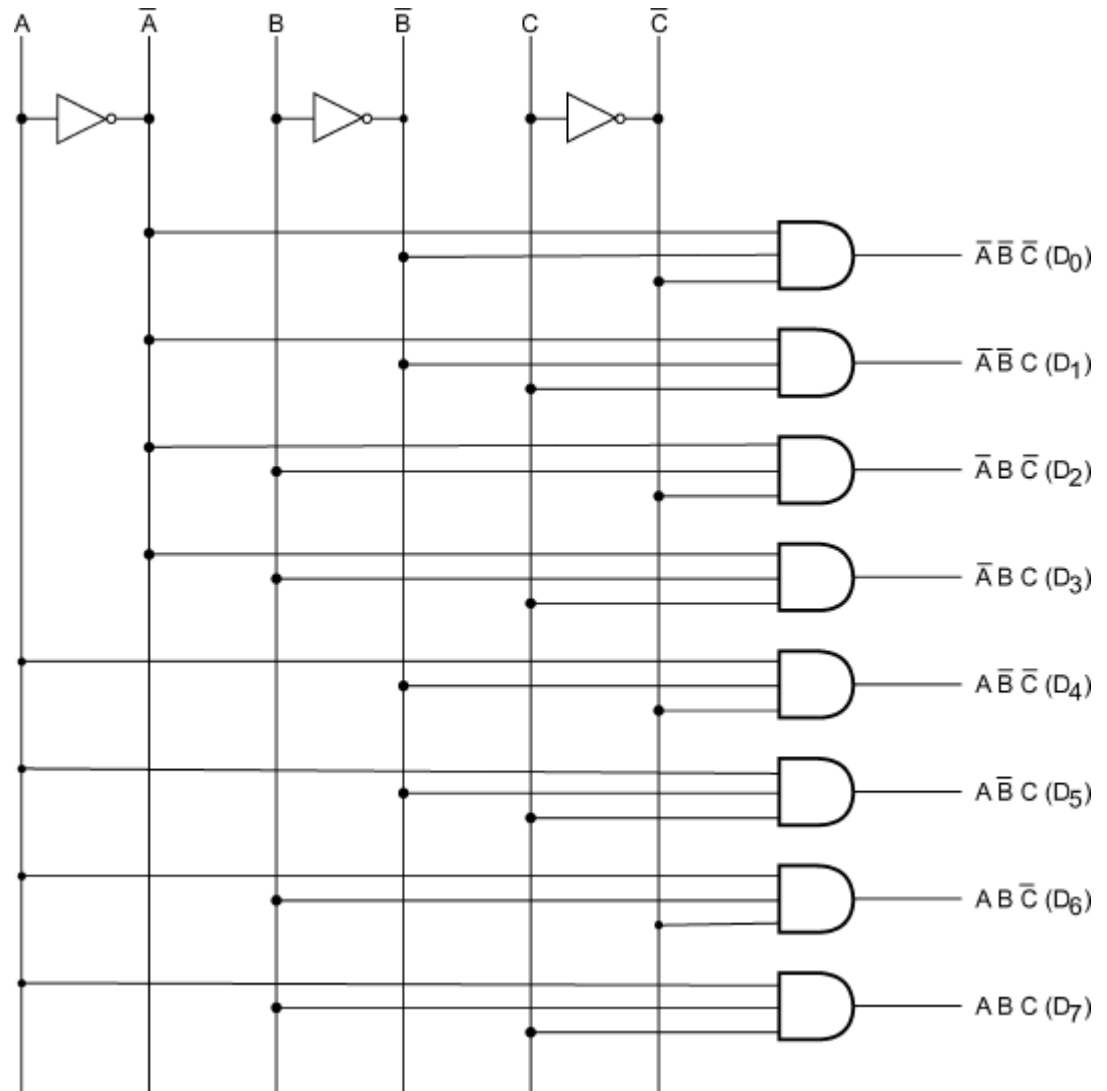 A A̅ B B̅ C C̅
A̅ B̅ C̅ (D₀)
A̅ B̅ C (D₁)
A̅ B C̅ (D₂)
A̅ B C (D₃)
A B̅ C̅ (D₄)
A B̅ C (D₅)
A B C̅ (D₆)
A B C (D₇)